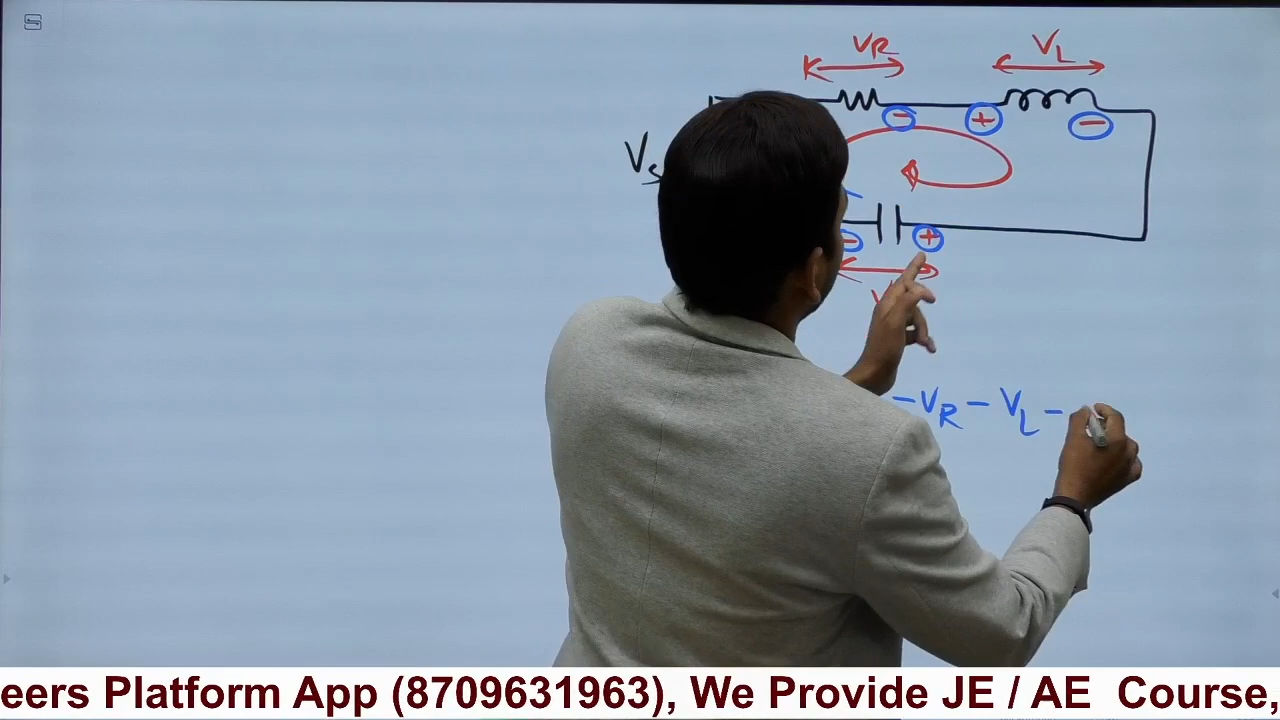 VR
VL
Vs
- +
-
- +
-VR - VL -
eers Platform App (8709631963), We Provide JE / AE Course,